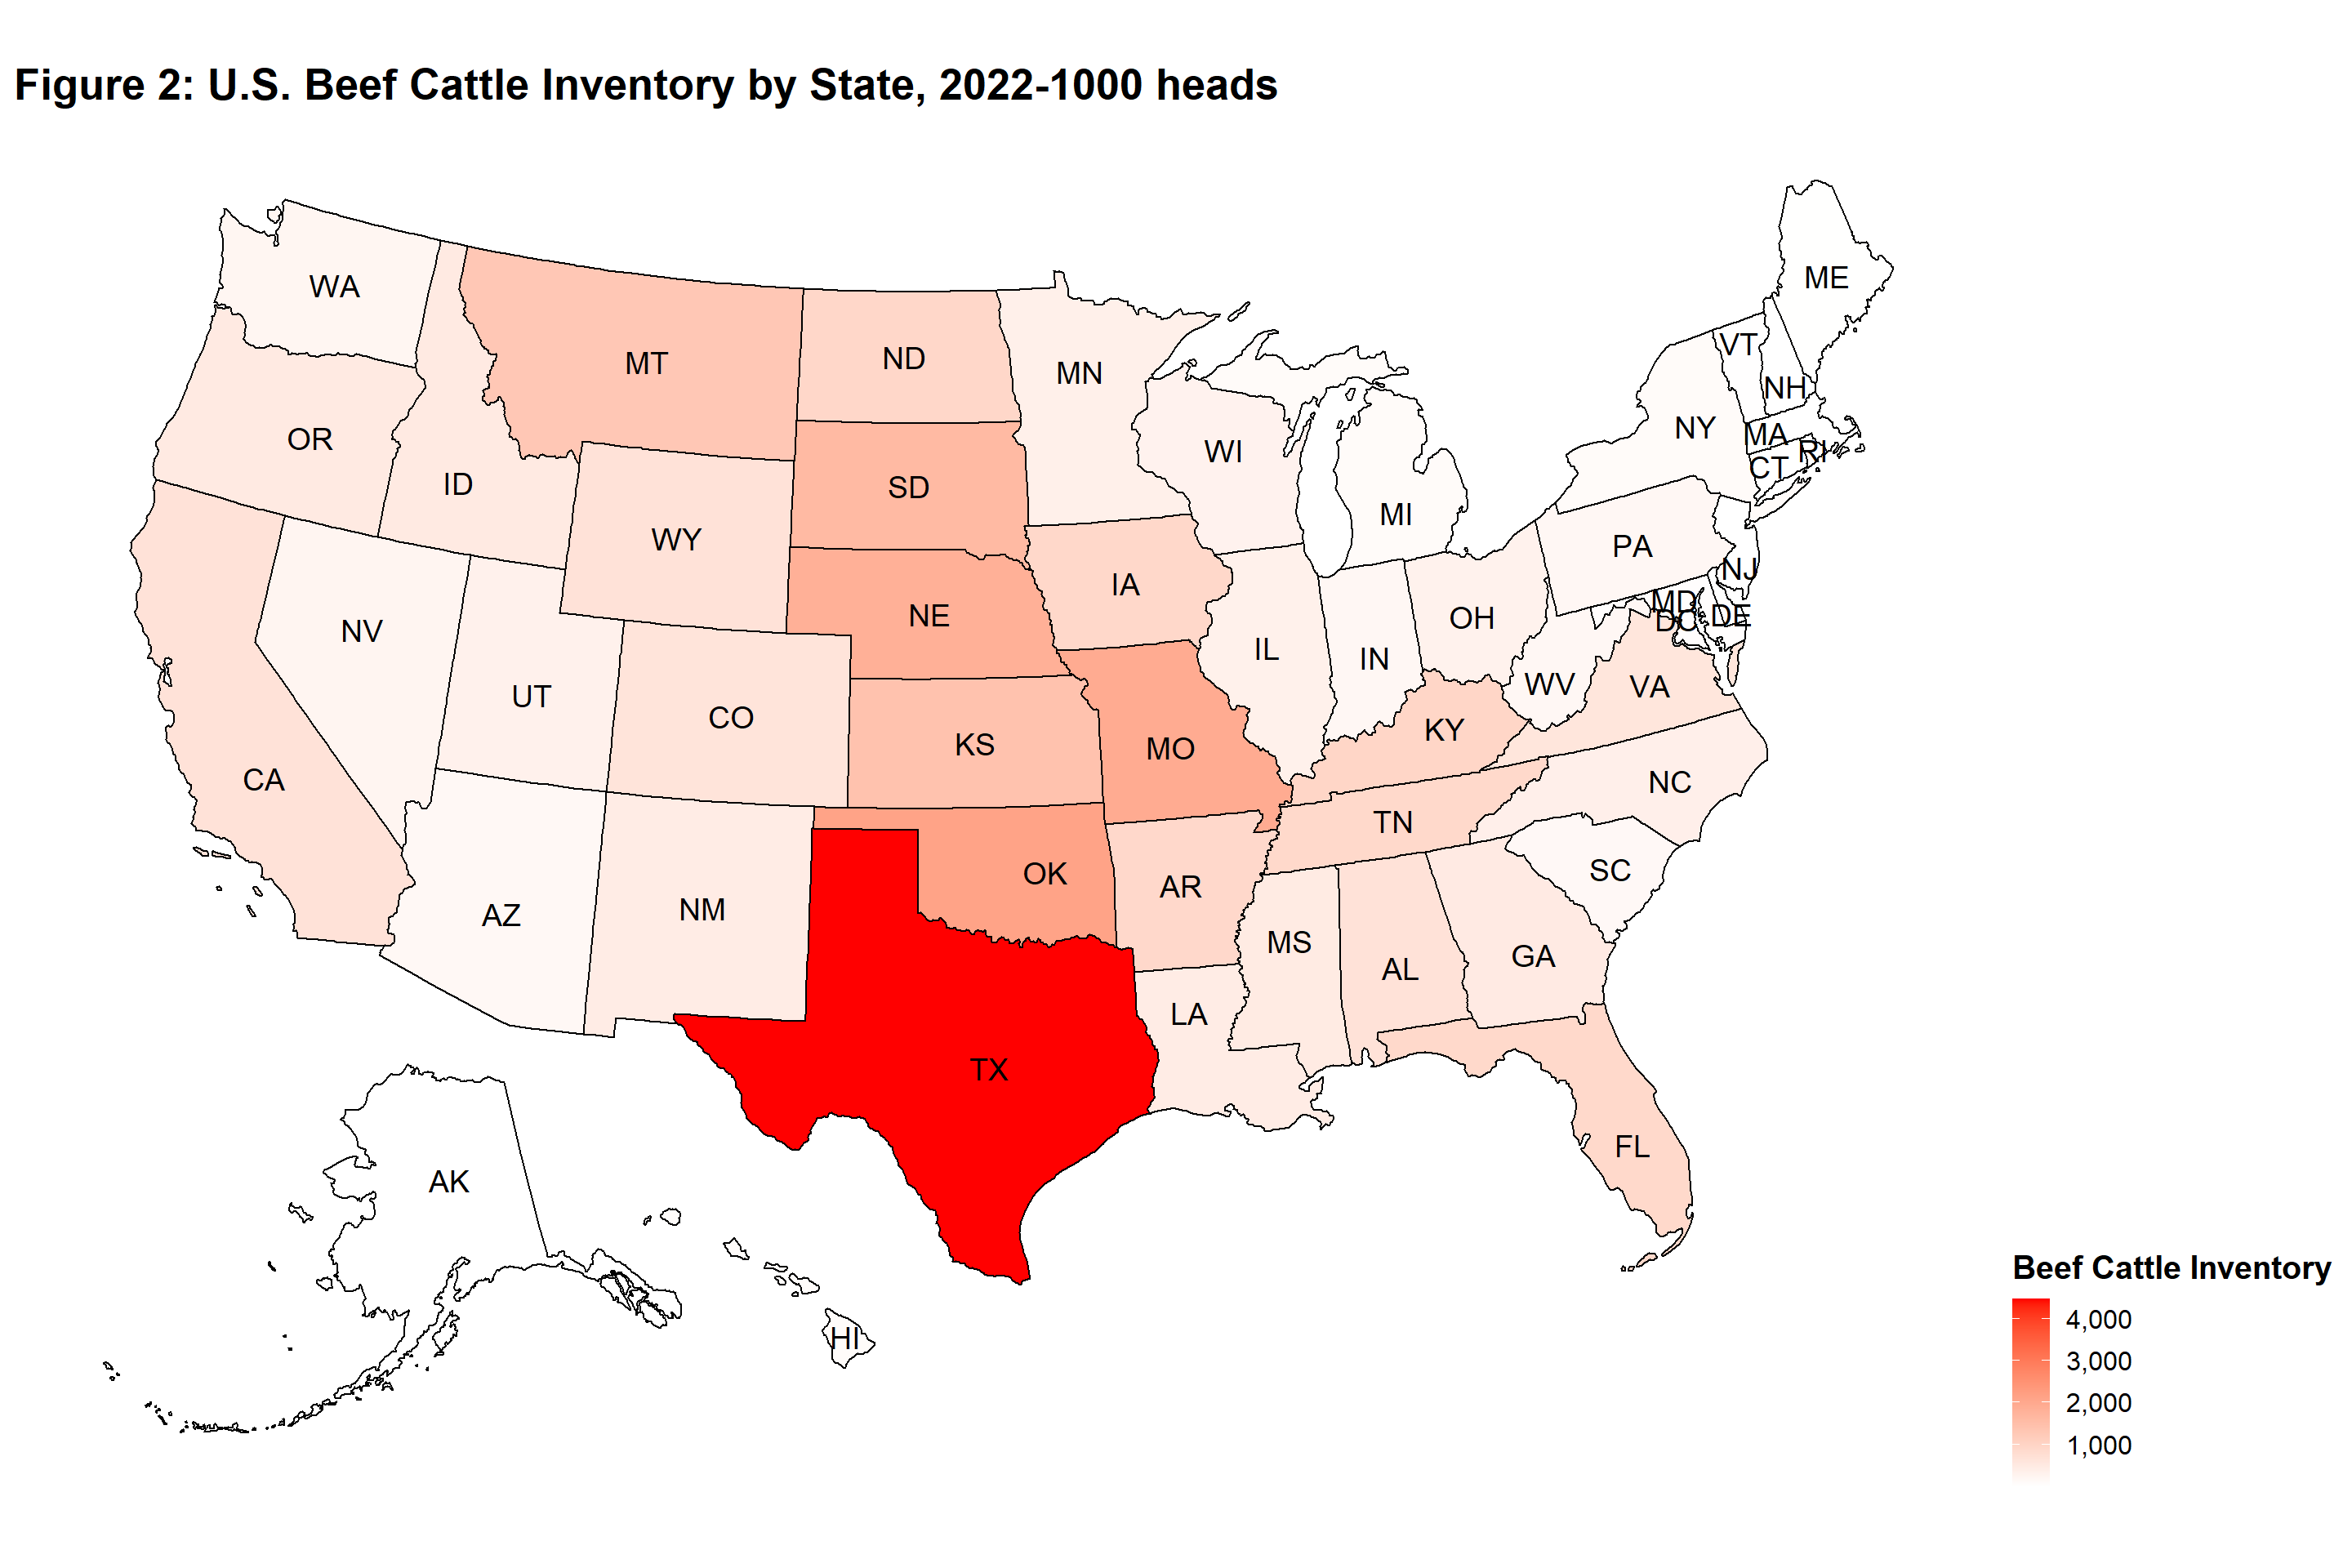 Figure 2: U.S. Beef Cattle Inventory by State, 2022-1000 heads
WA
ME
VT
MT
ND
MN
NH
OR
NY
MA
WI
RI
CT
ID
SD
MI
WY
PA
NJ
IA
MD
NE
OH
DE
DC
NV
IL
IN
UT
WV
VA
CO
KY
KS
MO
CA
NC
TN
OK
SC
AR
NM
AZ
MS
GA
AL
LA
TX
FL
AK
HI
Beef Cattle Inventory
4,000
3,000
2,000
1,000